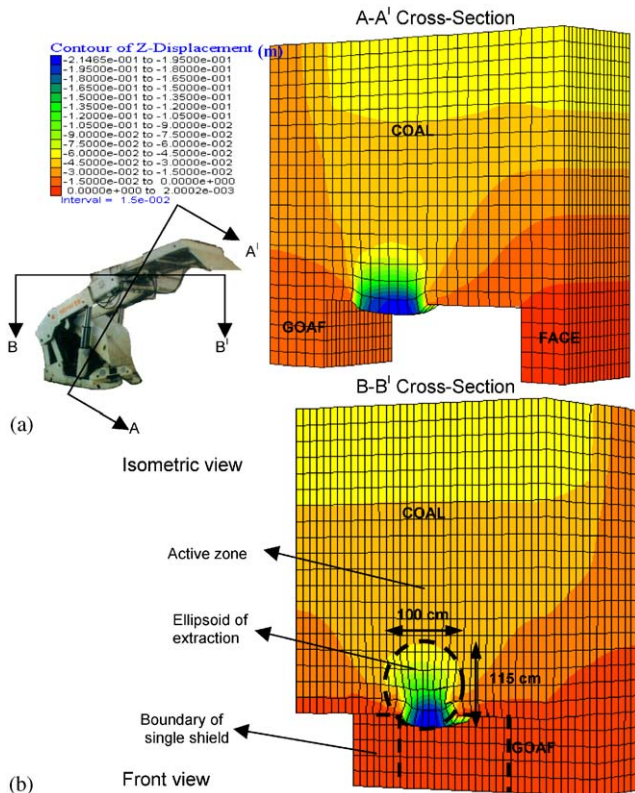 A-A' Cross-Section
Contour of Z-Displacement (m)
-2.1465e-001 to -1.9500e-001
-1.9500e-001 to -1.8000e-001
-1.8000e-001 to -1.6500e-001
-1.6500e-001 to -1.5000e-001
-1.5000e-001 to -1.3500e-001
-1.3500e-001 to -1.2000e-001
-1.2000e-001 to -1.0500e-001
-1.0500e-001 to -9.0000e-002
-9.0000e-002 to -7.5000e-002
-7.5000e-002 to -6.0000e-002
-6.0000e-002 to -4.5000e-002
-4.5000e-002 to -3.0000e-002
-3.0000e-002 to -1.5000e-002
-1.5000e-002 to 0.0000e+000
0.0000e+000 to 2.0002e-003
Interval = 1.5e-002
COAL
A'
B
B'
A
GOAF
FACE
(a)
B-B' Cross-Section
Isometric view
COAL
Active zone
100 cm
Ellipsoid of
extraction
115 cm
Boundary of
single shield
GOAF
(b)
Front view